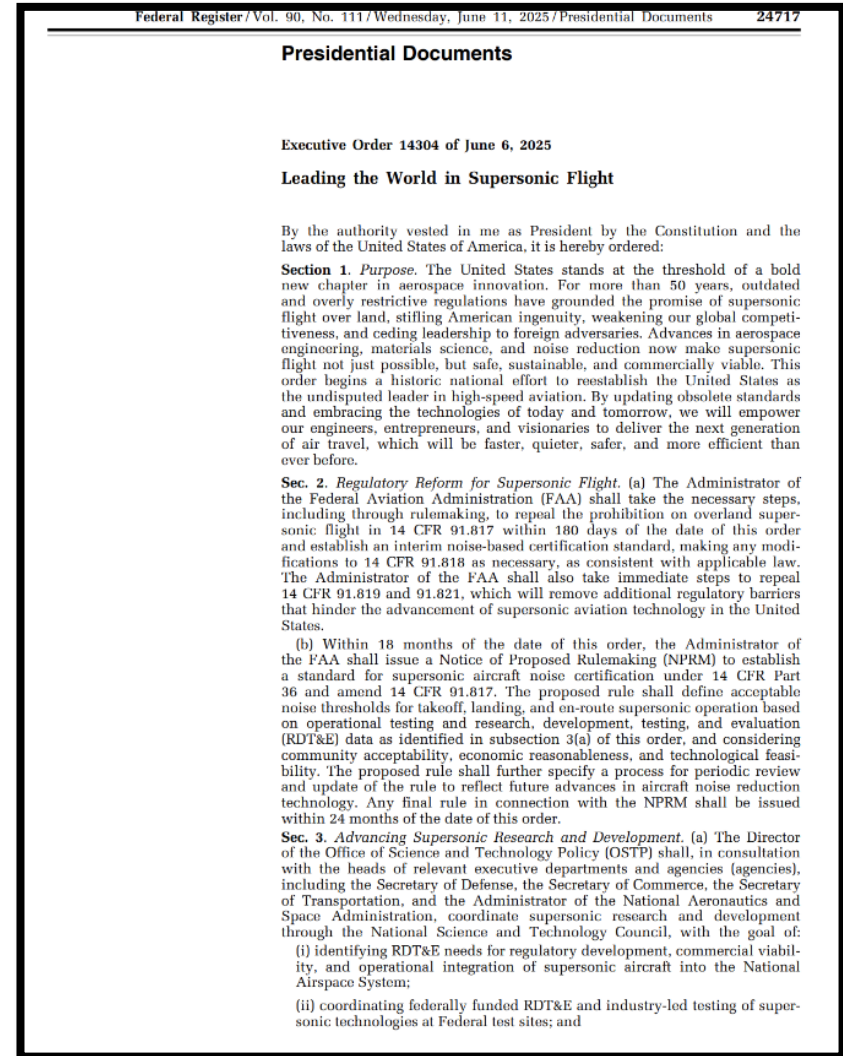 Federal Register / Vol. 90, No. 111 / Wednesday, June 11, 2025 / Presidential Documents 24717
Presidential Documents
Executive Order 14304 of June 6, 2025
Leading the World in Supersonic Flight
By the authority vested in me as President by the Constitution and the
laws of the United States of America, it is hereby ordered:
Section 1. Purpose. The United States stands at the threshold of a bold
new chapter in aerospace innovation. For more than 50 years, outdated
and overly restrictive regulations have grounded the promise of supersonic
flight over land, stifling American ingenuity, weakening our global competi-
tiveness, and ceding leadership to foreign adversaries. Advances in aerospace
engineering, materials science, and noise reduction now make supersonic
flight not just possible, but safe, sustainable, and commercially viable. This
order begins a historic national effort to reestablish the United States as
the undisputed leader in high-speed aviation. By updating obsolete standards
and embracing the technologies of today and tomorrow, we will empower
our engineers, entrepreneurs, and visionaries to deliver the next generation
of air travel, which will be faster, quieter, safer, and more efficient than
ever before.
Sec. 2. Regulatory Reform for Supersonic Flight. (a) The Administrator of
the Federal Aviation Administration (FAA) shall take the necessary steps,
including through rulemaking, to repeal the prohibition on overland super-
sonic flight in 14 CFR 91.817 within 180 days of the date of this order
and establish an interim noise-based certification standard, making any modi-
fications to 14 CFR 91.818 as necessary, as consistent with applicable law.
The Administrator of the FAA shall also take immediate steps to repeal
14 CFR 91.819 and 91.821, which will remove additional regulatory barriers
that hinder the advancement of supersonic aviation technology in the United
States.
(b) Within 18 months of the date of this order, the Administrator of
the FAA shall issue a Notice of Proposed Rulemaking (NPRM) to establish
a standard for supersonic aircraft noise certification under 14 CFR Part
36 and amend 14 CFR 91.817. The proposed rule shall define acceptable
noise thresholds for takeoff, landing, and en-route supersonic operation based
on operational testing and research, development, testing, and evaluation
(RDT&E) data as identified in subsection 3(a) of this order, and considering
community acceptability, economic reasonableness, and technological feasi-
bility. The proposed rule shall further specify a process for periodic review
and update of the rule to reflect future advances in aircraft noise reduction
technology. Any final rule in connection with the NPRM shall be issued
within 24 months of the date of this order.
Sec. 3. Advancing Supersonic Research and Development. (a) The Director
of the Office of Science and Technology Policy (OSTP) shall, in consultation
with the heads of relevant executive departments and agencies (agencies),
including the Secretary of Defense, the Secretary of Commerce, the Secretary
of Transportation, and the Administrator of the National Aeronautics and
Space Administration, coordinate supersonic research and development
through the National Science and Technology Council, with the goal of:
(i) identifying RDT&E needs for regulatory development, commercial viabil-
ity, and operational integration of supersonic aircraft into the National
Airspace System;
(ii) coordinating federally funded RDT&E and industry-led testing of super-
sonic technologies at Federal test sites; and